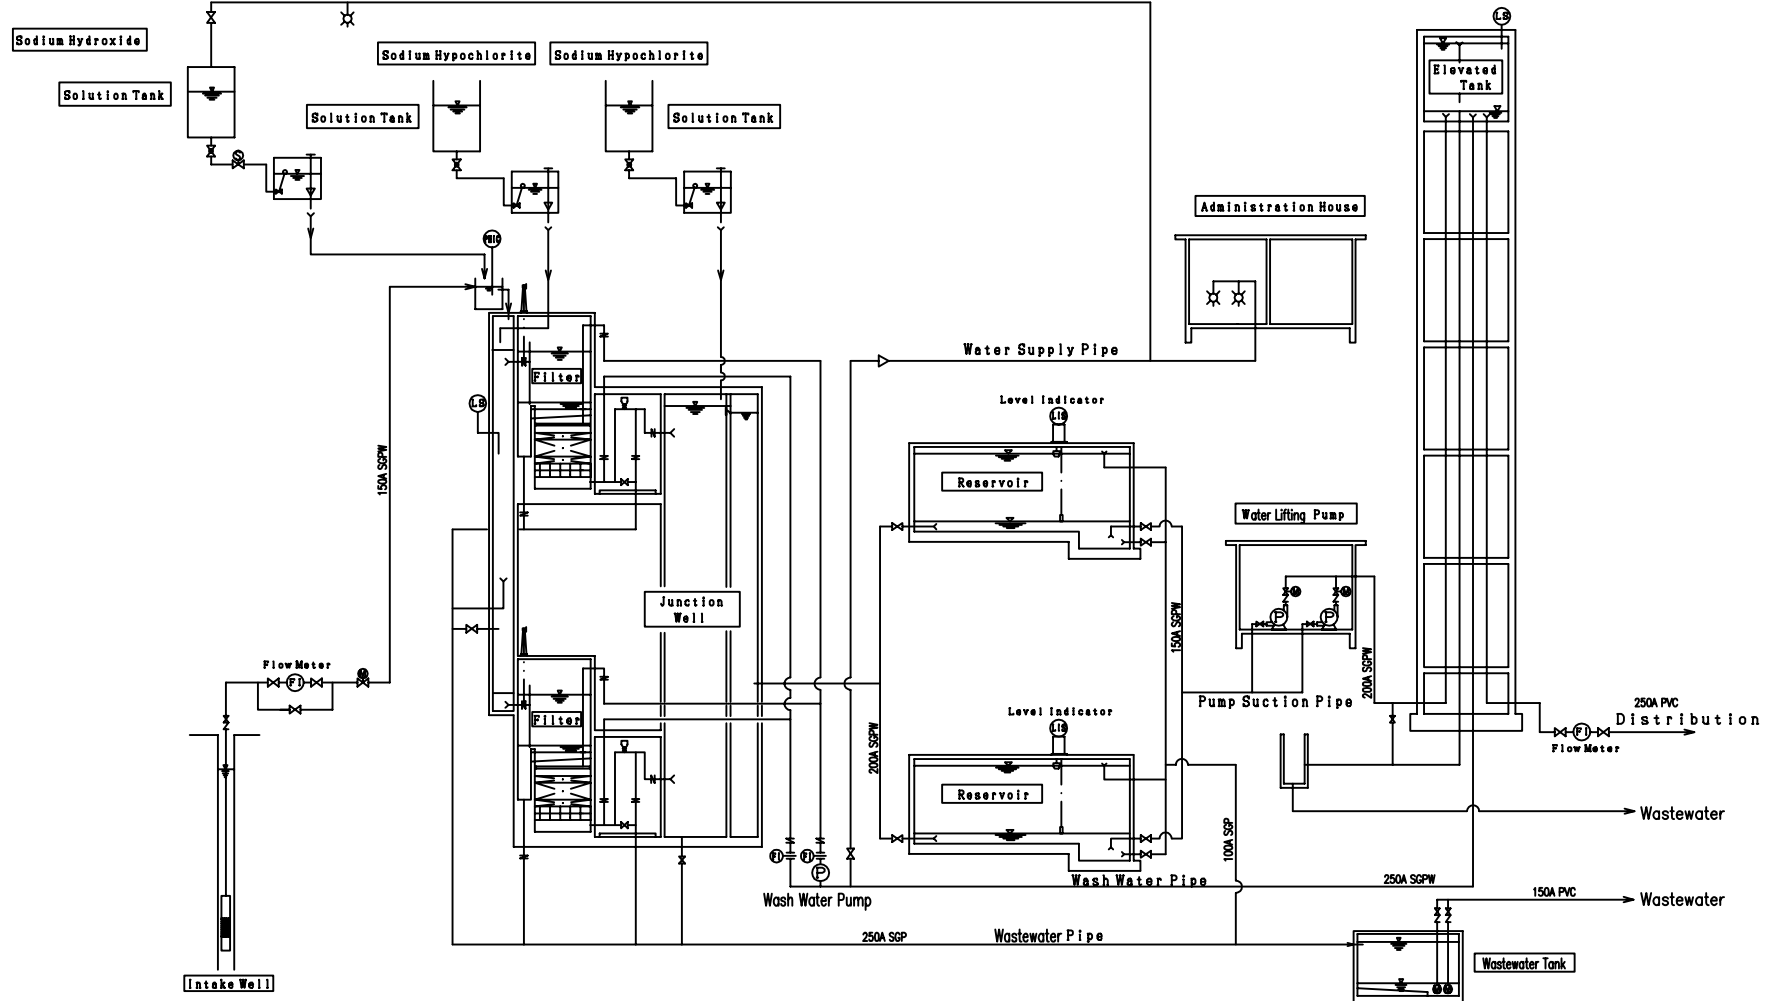 LS
Sodium Hydroxide
Sodium Hypochlorite
Sodium Hypochlorite
Elevated
Tank
Solution Tank
Solution Tank
Solution Tank
S
Administration House
PHIC
Water Supply Pipe
Filter
LS
Level Indicator
LIS
150A SGPW
Reservoir
Water Lifting Pump
M
M
P
P
Junction
Well
150A SGPW
Flow Meter
FI
M
200A SGPW
Pump Suction Pipe
250A PVC
Distribution
Filter
Level Indicator
LIS
FI
Flow Meter
200A SGPW
Reservoir
Wastewater
100A SGP
FI
FI
P
Wash Water Pipe
250A SGPW
150A PVC
Wastewater
Wash Water Pump
250A SGP
Wastewater Pipe
Wastewater Tank
Intake Well